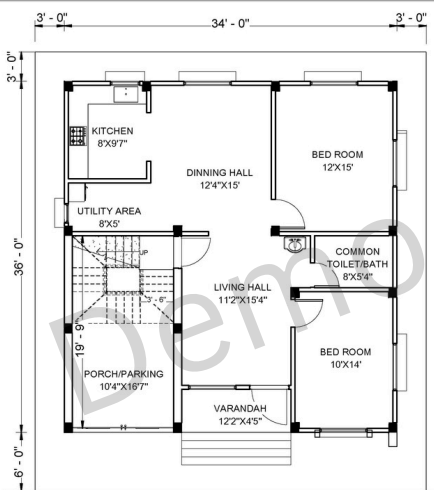 3' - 0"
34' - 0"
3' - 0"
3' - 0"
KITCHEN
8'X9'7"
DINNING HALL
12'4"X15'
BED ROOM
12'X15'
UTILITY AREA
8'X5'
36' - 0"
UP
COMMON
TOILET/BATH
8'X5'4"
LIVING HALL
11'2"X15'4"
3' - 6"
19' - 9"
BED ROOM
10'X14'
PORCH/PARKING
10'4"X16'7"
VARANDAH
12'2"X4'5"
6' - 0"
Demo